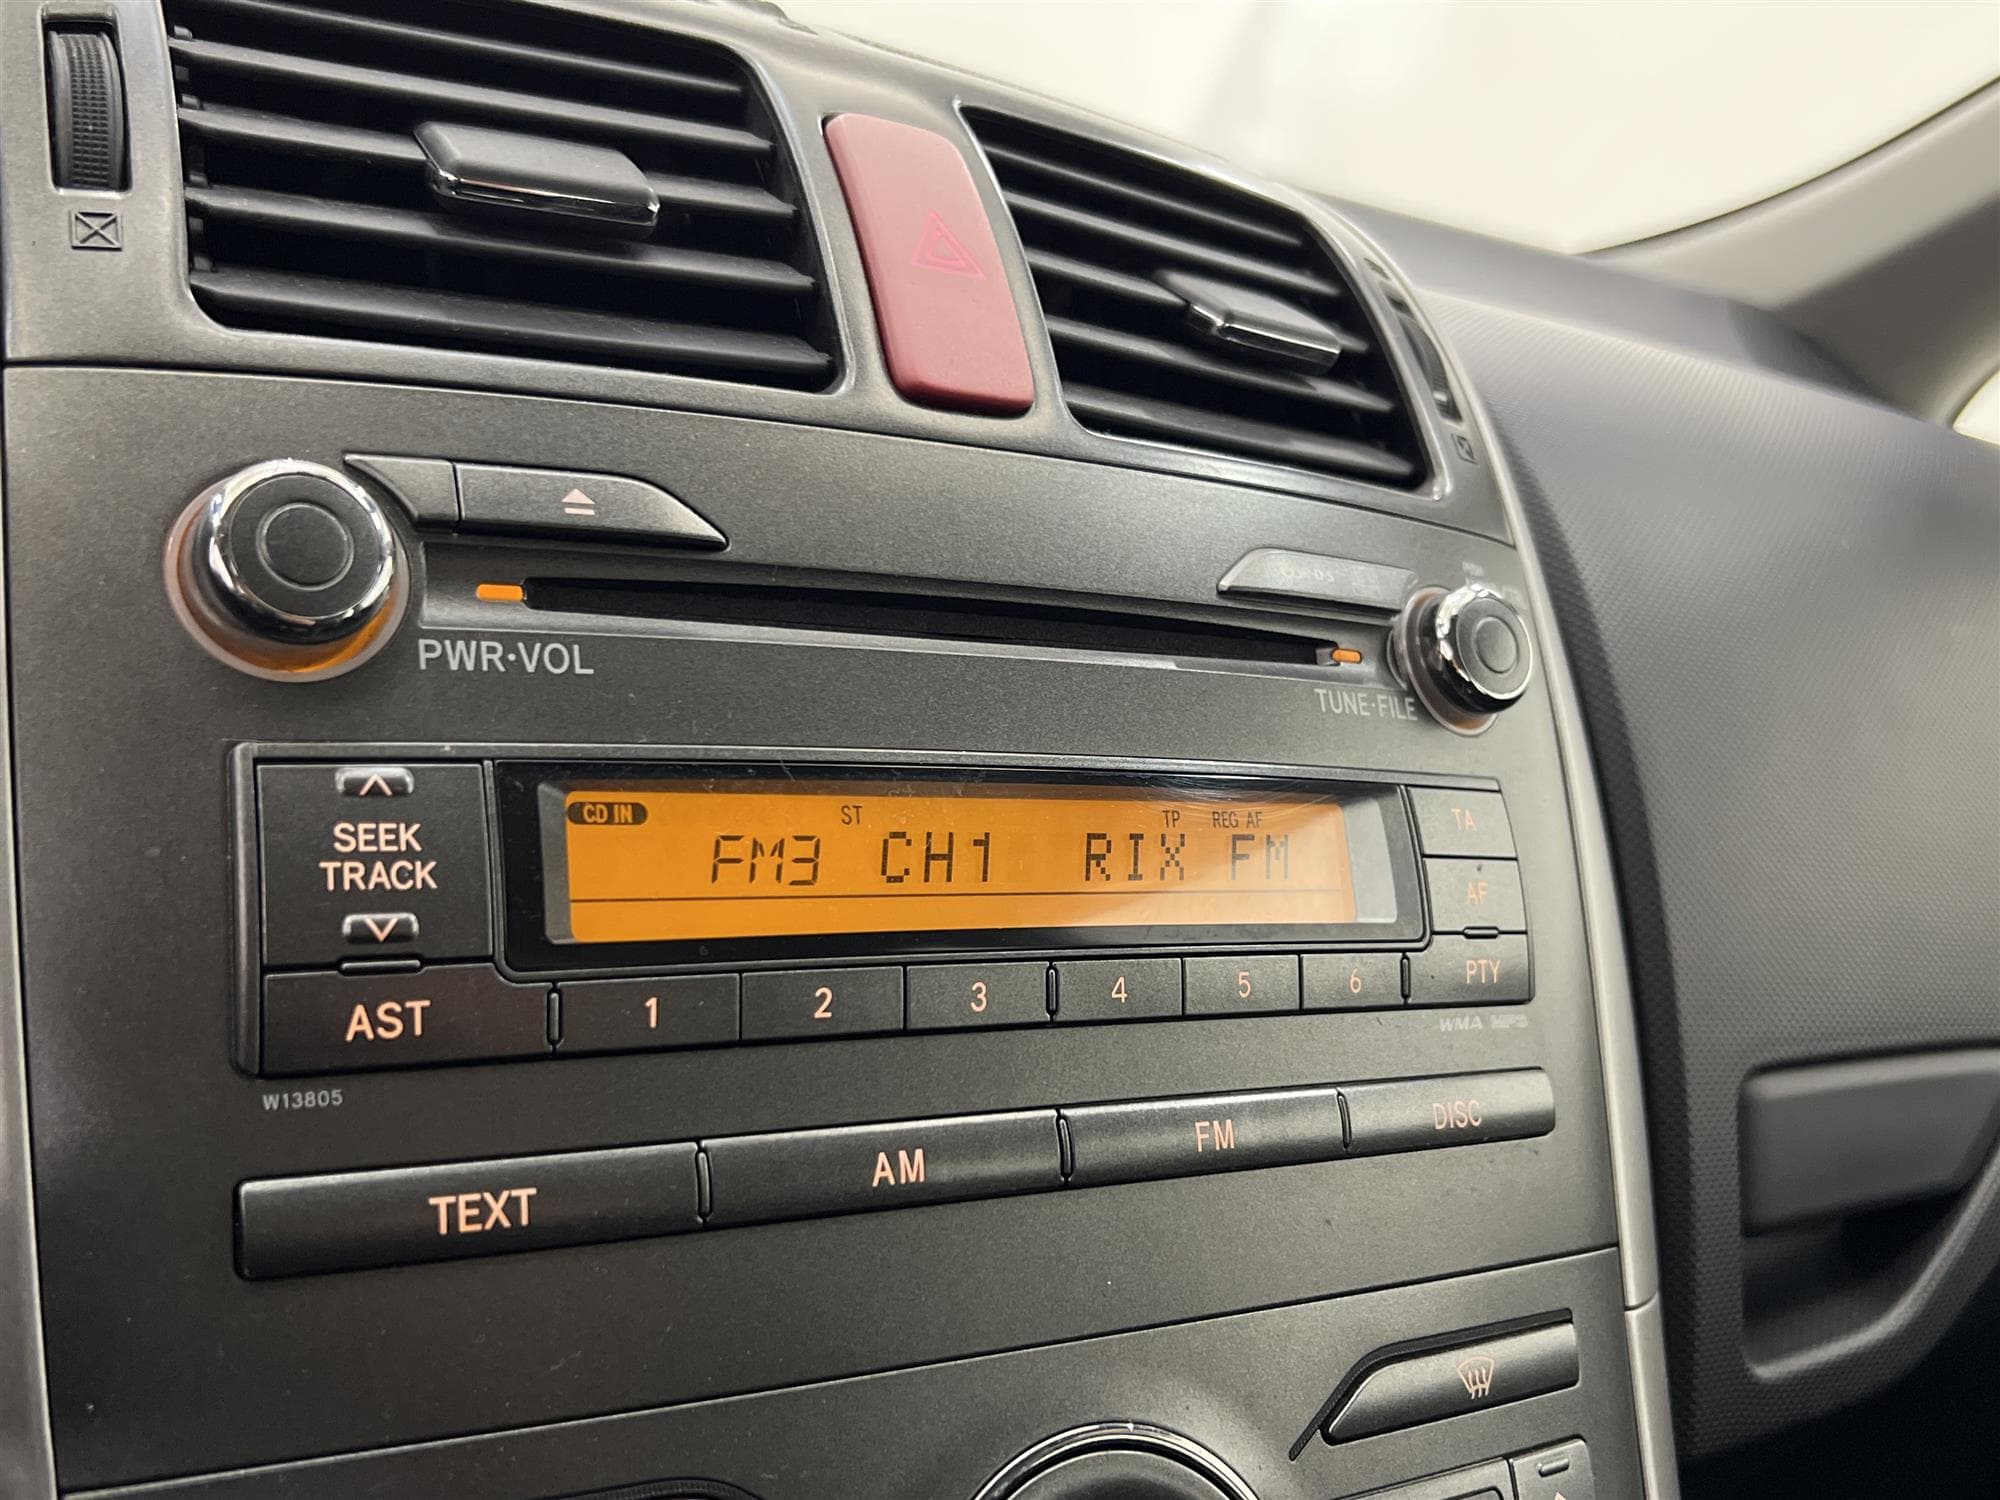 PWR·VOL
TUNE·FILE
SEEK
TRACK
CD IN ST TP REG AF
FM3 CH1 RIX FM
TA
AF
AST 1 2 3 4 5 6 PTY
WMA MP3
W13805
TEXT AM FM DISC